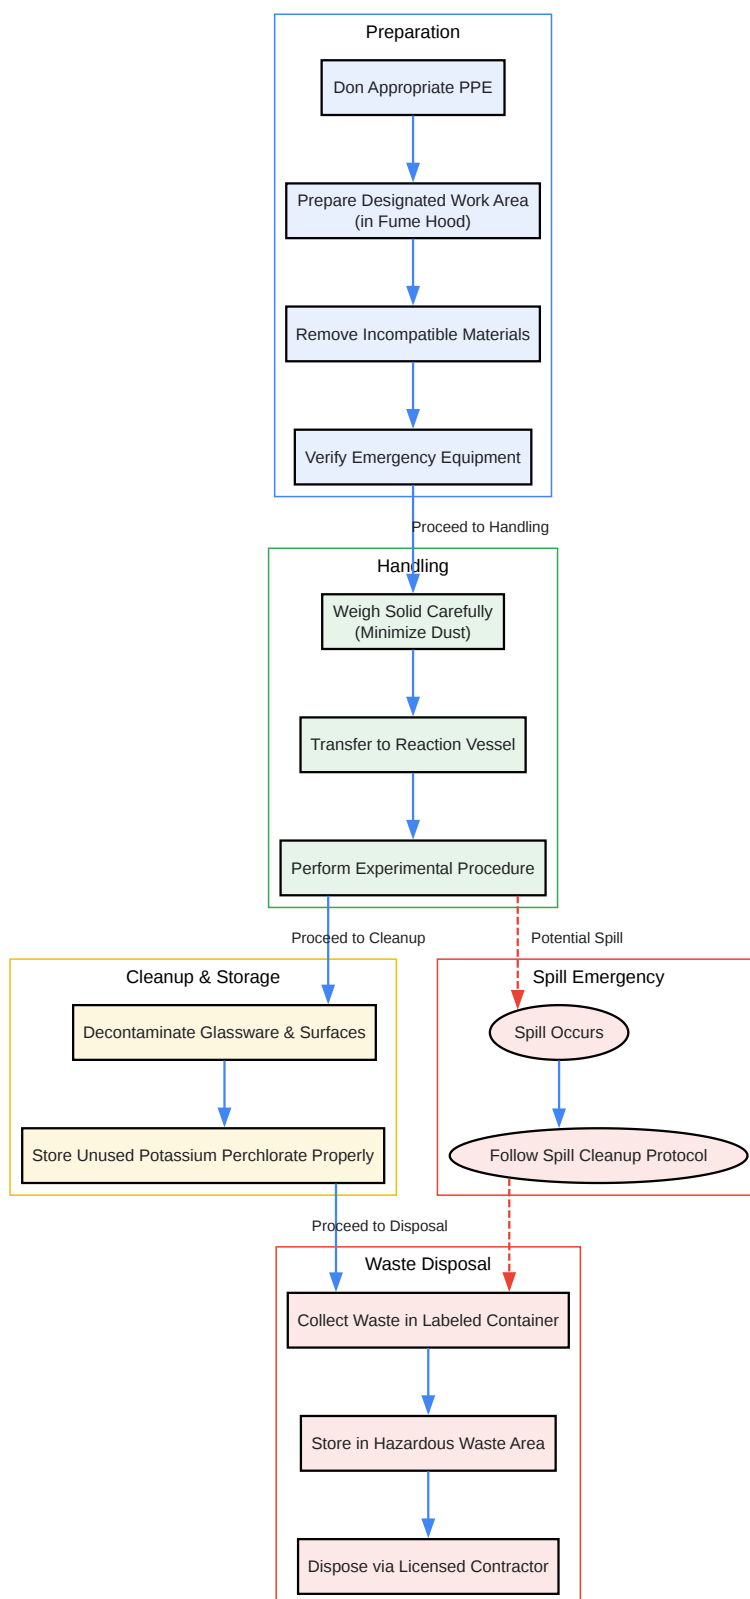 Preparation
Don Appropriate PPE
Prepare Designated Work Area
(in Fume Hood)
Remove Incompatible Materials
Verify Emergency Equipment
Proceed to Handling
Handling
Weigh Solid Carefully
(Minimize Dust)
Transfer to Reaction Vessel
Perform Experimental Procedure
Proceed to Cleanup
Potential Spill
Cleanup & Storage
Spill Emergency
Decontaminate Glassware & Surfaces
Spill Occurs
Store Unused Potassium Perchlorate Properly
Follow Spill Cleanup Protocol
Proceed to Disposal
Waste Disposal
Collect Waste in Labeled Container
Store in Hazardous Waste Area
Dispose via Licensed Contractor